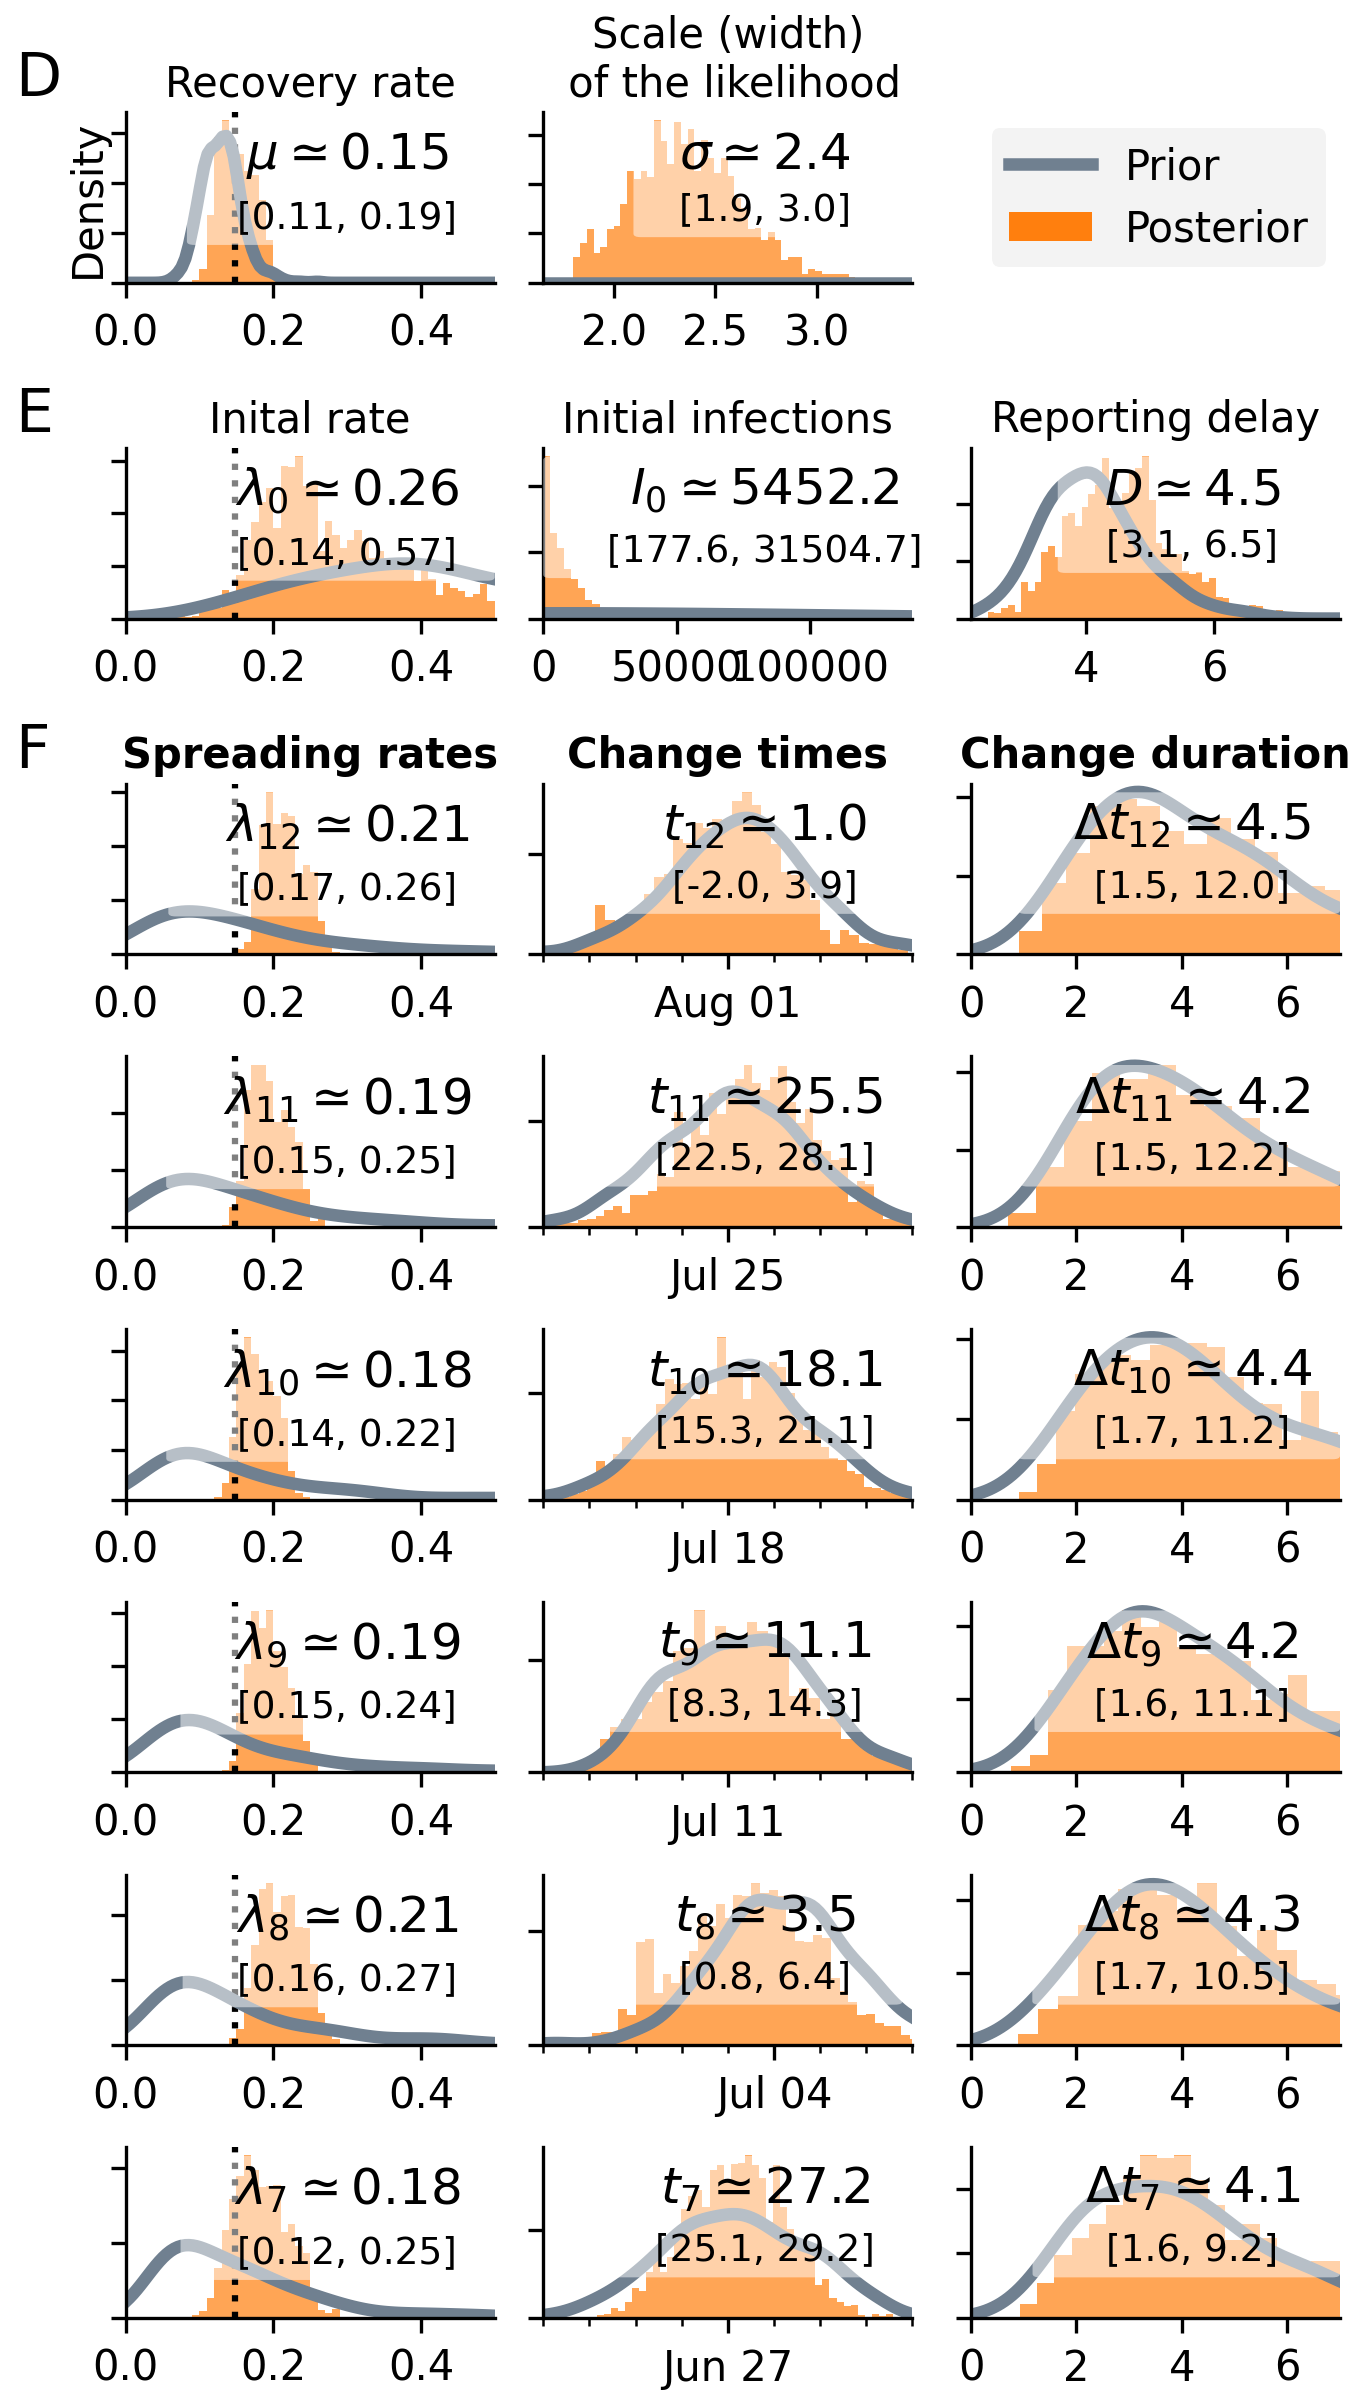 D
Recovery rate
Scale (width)
of the likelihood
Density
μ ≃ 0.15
[0.11, 0.19]
0.0 0.2 0.4
σ ≃ 2.4
[1.9, 3.0]
2.0 2.5 3.0
Prior
Posterior
E
Inital rate
λ₀ ≃ 0.26
[0.14, 0.57]
0.0 0.2 0.4
Initial infections
I₀ ≃ 5452.2
[177.6, 31504.7]
0 50000 100000
Reporting delay
D ≃ 4.5
[3.1, 6.5]
4 6
F
Spreading rates
Change times
Change duration
λ₁₂ ≃ 0.21
[0.17, 0.26]
0.0 0.2 0.4
t₁₂ ≃ 1.0
[-2.0, 3.9]
Aug 01
Δt₁₂ ≃ 4.5
[1.5, 12.0]
0 2 4 6
λ₁₁ ≃ 0.19
[0.15, 0.25]
0.0 0.2 0.4
t₁₁ ≃ 25.5
[22.5, 28.1]
Jul 25
Δt₁₁ ≃ 4.2
[1.5, 12.2]
0 2 4 6
λ₁₀ ≃ 0.18
[0.14, 0.22]
0.0 0.2 0.4
t₁₀ ≃ 18.1
[15.3, 21.1]
Jul 18
Δt₁₀ ≃ 4.4
[1.7, 11.2]
0 2 4 6
λ₉ ≃ 0.19
[0.15, 0.24]
0.0 0.2 0.4
t₉ ≃ 11.1
[8.3, 14.3]
Jul 11
Δt₉ ≃ 4.2
[1.6, 11.1]
0 2 4 6
λ₈ ≃ 0.21
[0.16, 0.27]
0.0 0.2 0.4
t₈ ≃ 3.5
[0.8, 6.4]
Jul 04
Δt₈ ≃ 4.3
[1.7, 10.5]
0 2 4 6
λ₇ ≃ 0.18
[0.12, 0.25]
0.0 0.2 0.4
t₇ ≃ 27.2
[25.1, 29.2]
Jun 27
Δt₇ ≃ 4.1
[1.6, 9.2]
0 2 4 6